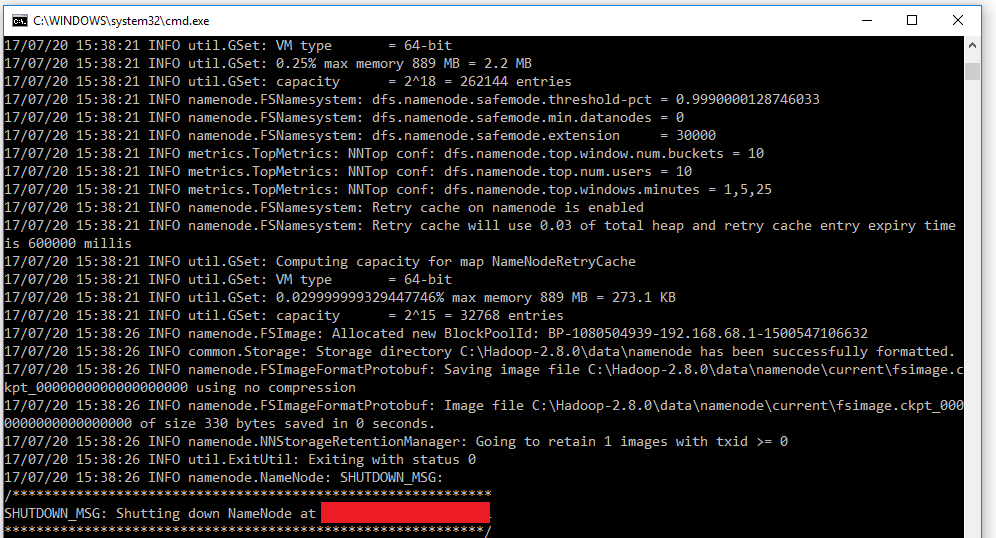 C:\WINDOWS\system32\cmd.exe
17/07/20 15:38:21 INFO util.GSet: VM type       = 64-bit
17/07/20 15:38:21 INFO util.GSet: 0.25% max memory 889 MB = 2.2 MB
17/07/20 15:38:21 INFO util.GSet: capacity      = 2^18 = 262144 entries
17/07/20 15:38:21 INFO namenode.FSNamesystem: dfs.namenode.safemode.threshold-pct = 0.9990000128746033
17/07/20 15:38:21 INFO namenode.FSNamesystem: dfs.namenode.safemode.min.datanodes = 0
17/07/20 15:38:21 INFO namenode.FSNamesystem: dfs.namenode.safemode.extension     = 30000
17/07/20 15:38:21 INFO metrics.TopMetrics: NNTop conf: dfs.namenode.top.window.num.buckets = 10
17/07/20 15:38:21 INFO metrics.TopMetrics: NNTop conf: dfs.namenode.top.num.users = 10
17/07/20 15:38:21 INFO metrics.TopMetrics: NNTop conf: dfs.namenode.top.windows.minutes = 1,5,25
17/07/20 15:38:21 INFO namenode.FSNamesystem: Retry cache on namenode is enabled
17/07/20 15:38:21 INFO namenode.FSNamesystem: Retry cache will use 0.03 of total heap and retry cache entry expiry time
is 600000 millis
17/07/20 15:38:21 INFO util.GSet: Computing capacity for map NameNodeRetryCache
17/07/20 15:38:21 INFO util.GSet: VM type       = 64-bit
17/07/20 15:38:21 INFO util.GSet: 0.029999999329447746% max memory 889 MB = 273.1 KB
17/07/20 15:38:21 INFO util.GSet: capacity      = 2^15 = 32768 entries
17/07/20 15:38:26 INFO namenode.FSImage: Allocated new BlockPoolId: BP-1080504939-192.168.68.1-1500547106632
17/07/20 15:38:26 INFO common.Storage: Storage directory C:\Hadoop-2.8.0\data\namenode has been successfully formatted.
17/07/20 15:38:26 INFO namenode.FSImageFormatProtobuf: Saving image file C:\Hadoop-2.8.0\data\namenode\current\fsimage.c
kpt_0000000000000000000 using no compression
17/07/20 15:38:26 INFO namenode.FSImageFormatProtobuf: Image file C:\Hadoop-2.8.0\data\namenode\current\fsimage.ckpt_000
0000000000000000 of size 330 bytes saved in 0 seconds.
17/07/20 15:38:26 INFO namenode.NNStorageRetentionManager: Going to retain 1 images with txid >= 0
17/07/20 15:38:26 INFO util.ExitUtil: Exiting with status 0
17/07/20 15:38:26 INFO namenode.NameNode: SHUTDOWN_MSG:
/************************************************************
SHUTDOWN_MSG: Shutting down NameNode at
************************************************************/